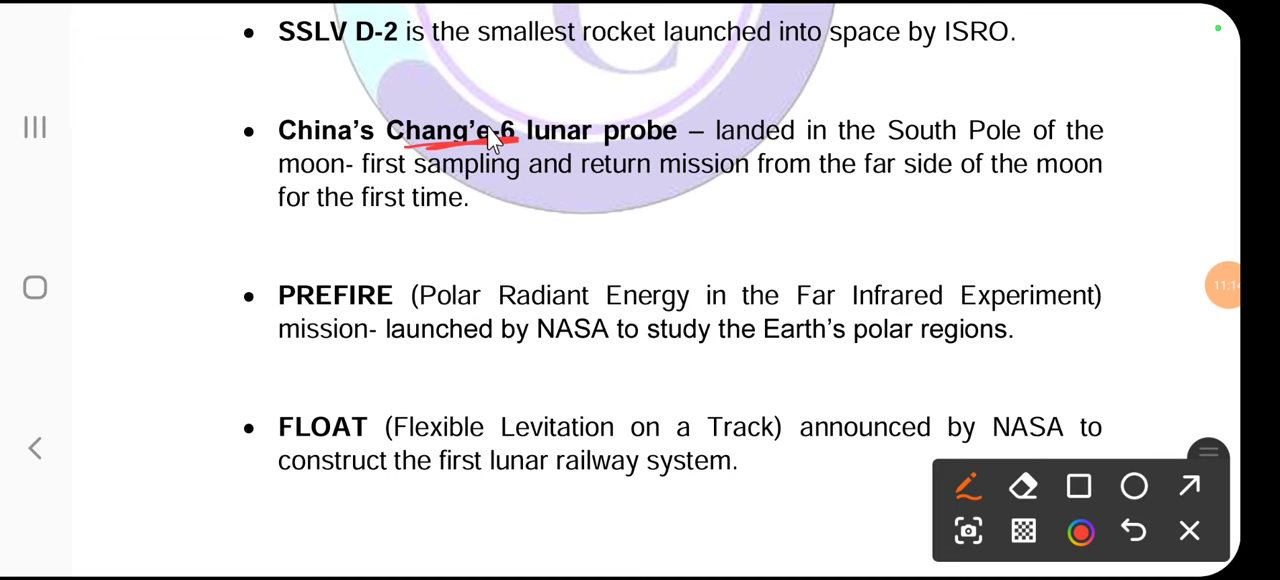 • SSLV D-2 is the smallest rocket launched into space by ISRO.
• China’s Chang’e-6 lunar probe – landed in the South Pole of the
moon- first sampling and return mission from the far side of the moon
for the first time.
• PREFIRE (Polar Radiant Energy in the Far Infrared Experiment)
mission- launched by NASA to study the Earth’s polar regions.
• FLOAT (Flexible Levitation on a Track) announced by NASA to
construct the first lunar railway system.